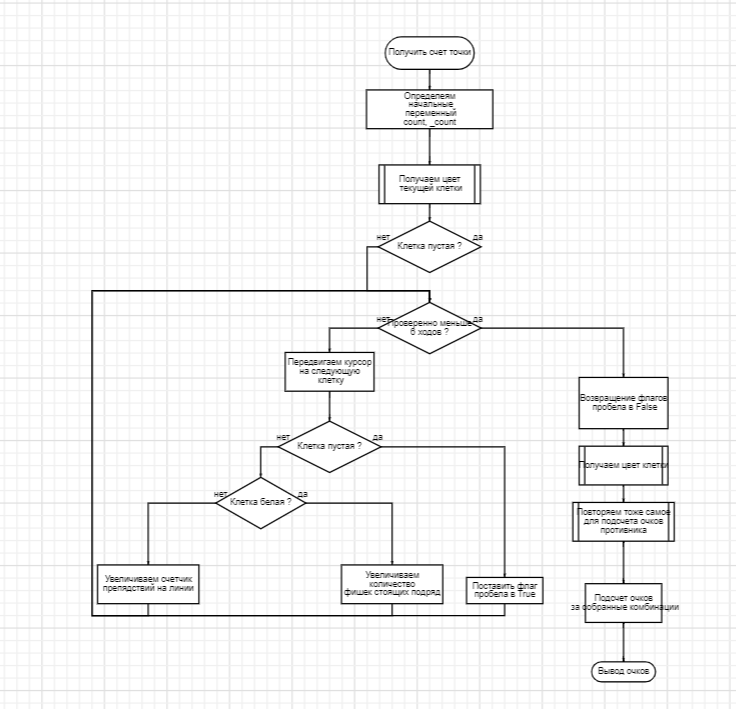 Получить счет точки
Определеям
начальные
переменный
count, _count
Получаем цвет
текущей клетки
нет
да
Клетка пустая ?
нет
да
Проверенно меньше
6 ходов ?
Передвигаем курсор
на следующую
клетку
Возвращение флагов
пробела в False
нет
да
Клетка пустая ?
Получаем цвет клетки
нет
да
Клетка белая ?
Повторяем тоже самое
для подсчета очков
противника
Увеличиваем счетчик
препядствий на линии
Увеличиваем
количество
фишек стоящих подряд
Поставить флаг
пробела в True
Подсчет очков
за собранные комбинации
Вывод очков